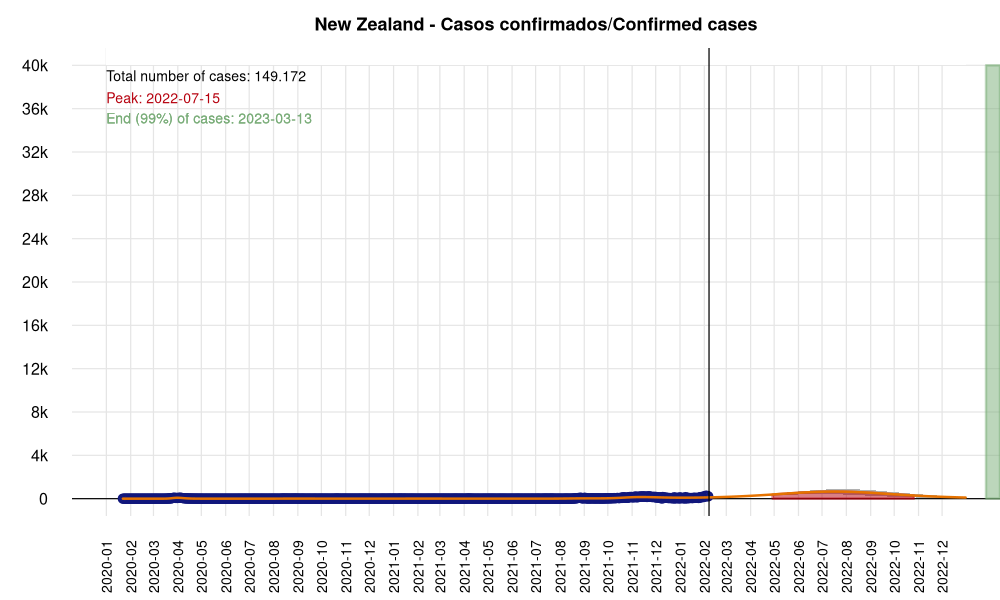 New Zealand - Casos confirmados/Confirmed cases
Total number of cases: 149.172
Peak: 2022-07-15
End (99%) of cases: 2023-03-13
40k
36k
32k
28k
24k
20k
16k
12k
8k
4k
0
2020-01
2020-02
2020-03
2020-04
2020-05
2020-06
2020-07
2020-08
2020-09
2020-10
2020-11
2020-12
2021-01
2021-02
2021-03
2021-04
2021-05
2021-06
2021-07
2021-08
2021-09
2021-10
2021-11
2021-12
2022-01
2022-02
2022-03
2022-04
2022-05
2022-06
2022-07
2022-08
2022-09
2022-10
2022-11
2022-12